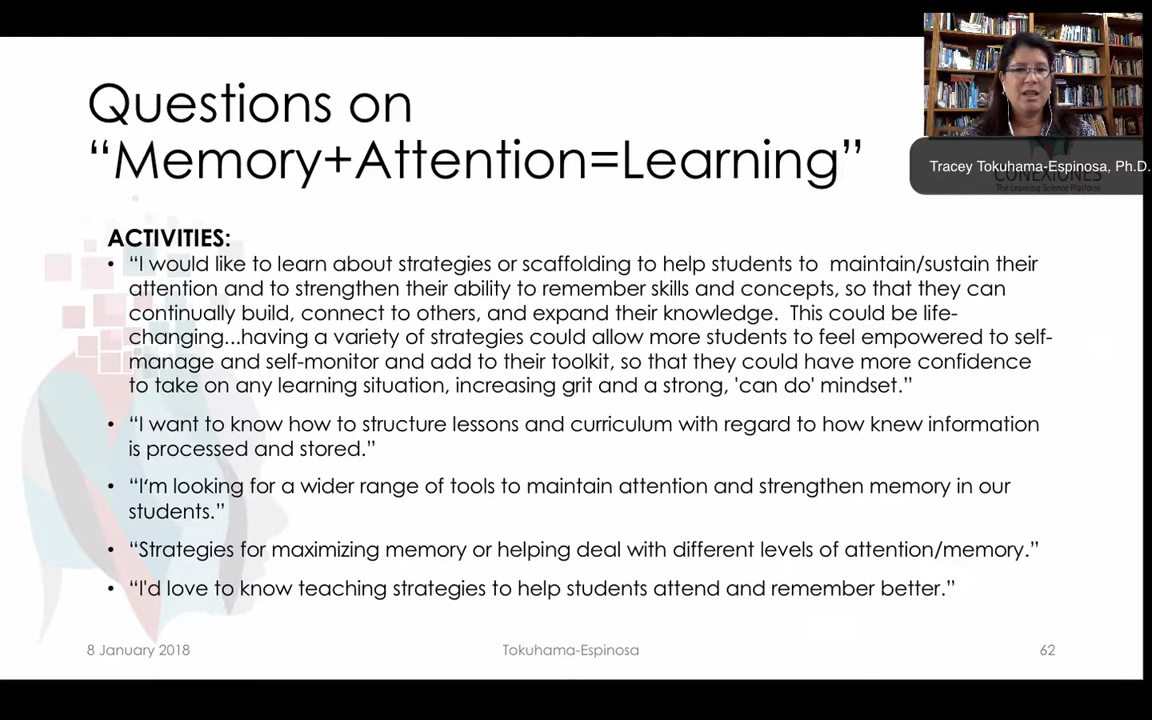 Questions on
“Memory+Attention=Learning”
Tracey Tokuhama-Espinosa, Ph.D.
CONEXIONES
The Learning Science Platform
ACTIVITIES:
• “I would like to learn about strategies or scaffolding to help students to maintain/sustain their
attention and to strengthen their ability to remember skills and concepts, so that they can
continually build, connect to others, and expand their knowledge. This could be life-
changing...having a variety of strategies could allow more students to feel empowered to self-
manage and self-monitor and add to their toolkit, so that they could have more confidence
to take on any learning situation, increasing grit and a strong, 'can do' mindset.”
• “I want to know how to structure lessons and curriculum with regard to how knew information
is processed and stored.”
• “I‘m looking for a wider range of tools to maintain attention and strengthen memory in our
students.”
• “Strategies for maximizing memory or helping deal with different levels of attention/memory.”
• “I'd love to know teaching strategies to help students attend and remember better.”
8 January 2018
Tokuhama-Espinosa
62